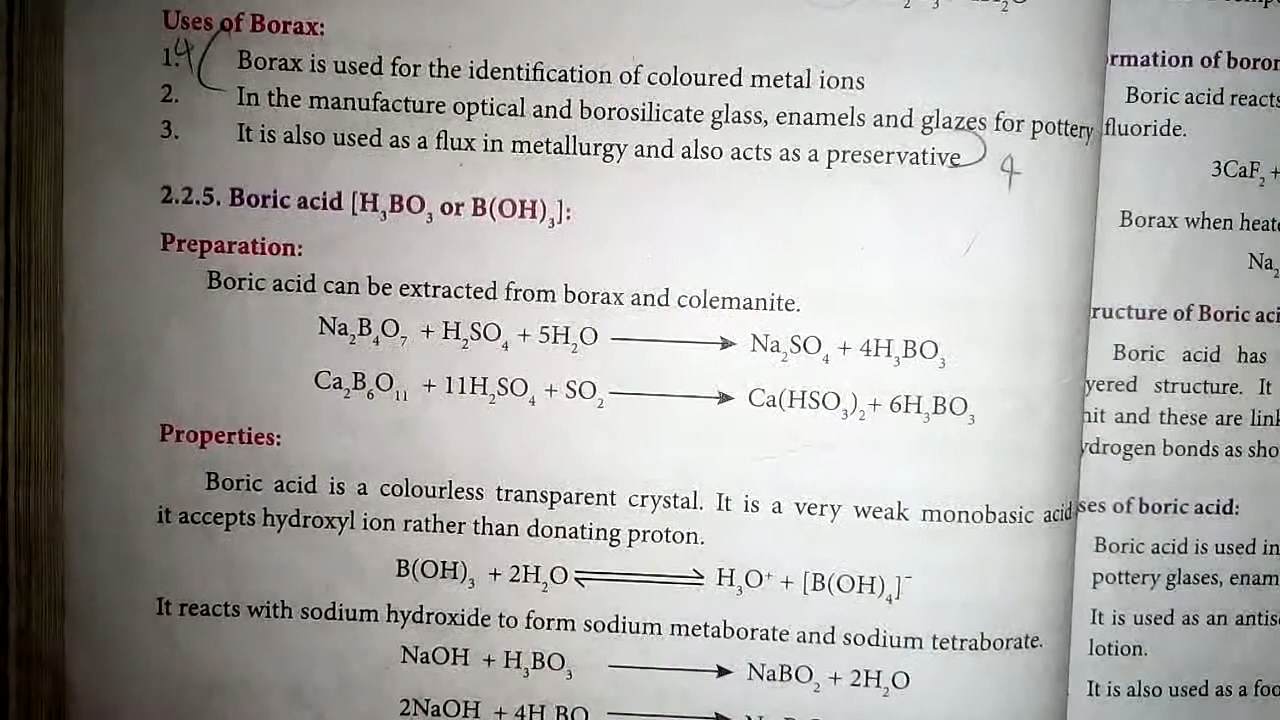 Uses of Borax:
1. Borax is used for the identification of coloured metal ions
4
2. In the manufacture optical and borosilicate glass, enamels and glazes for pottery
3. It is also used as a flux in metallurgy and also acts as a preservative
4
2.2.5. Boric acid [H₃BO₃ or B(OH)₃]:
Preparation:
Boric acid can be extracted from borax and colemanite.
Na₂B₄O₇ + H₂SO₄ + 5H₂O ⟶ Na₂SO₄ + 4H₃BO₃
Ca₂B₆O₁₁ + 11H₂SO₄ + SO₂ ⟶ Ca(HSO₃)₂ + 6H₃BO₃
Properties:
Boric acid is a colourless transparent crystal. It is a very weak monobasic acid
it accepts hydroxyl ion rather than donating proton.
B(OH)₃ + 2H₂O ⇌ H₃O⁺ + [B(OH)₄]⁻
It reacts with sodium hydroxide to form sodium metaborate and sodium tetraborate.
NaOH + H₃BO₃ ⟶ NaBO₂ + 2H₂O
2NaOH + 4H BO ⟶
rmation of boron
Boric acid reacts
fluoride.
3CaF₂ +
Borax when heat
Na₂
ructure of Boric aci
Boric acid has
yered structure. It
nit and these are link
ydrogen bonds as sho
ses of boric acid:
Boric acid is used in
pottery glases, enam
It is used as an antis
lotion.
It is also used as a foo